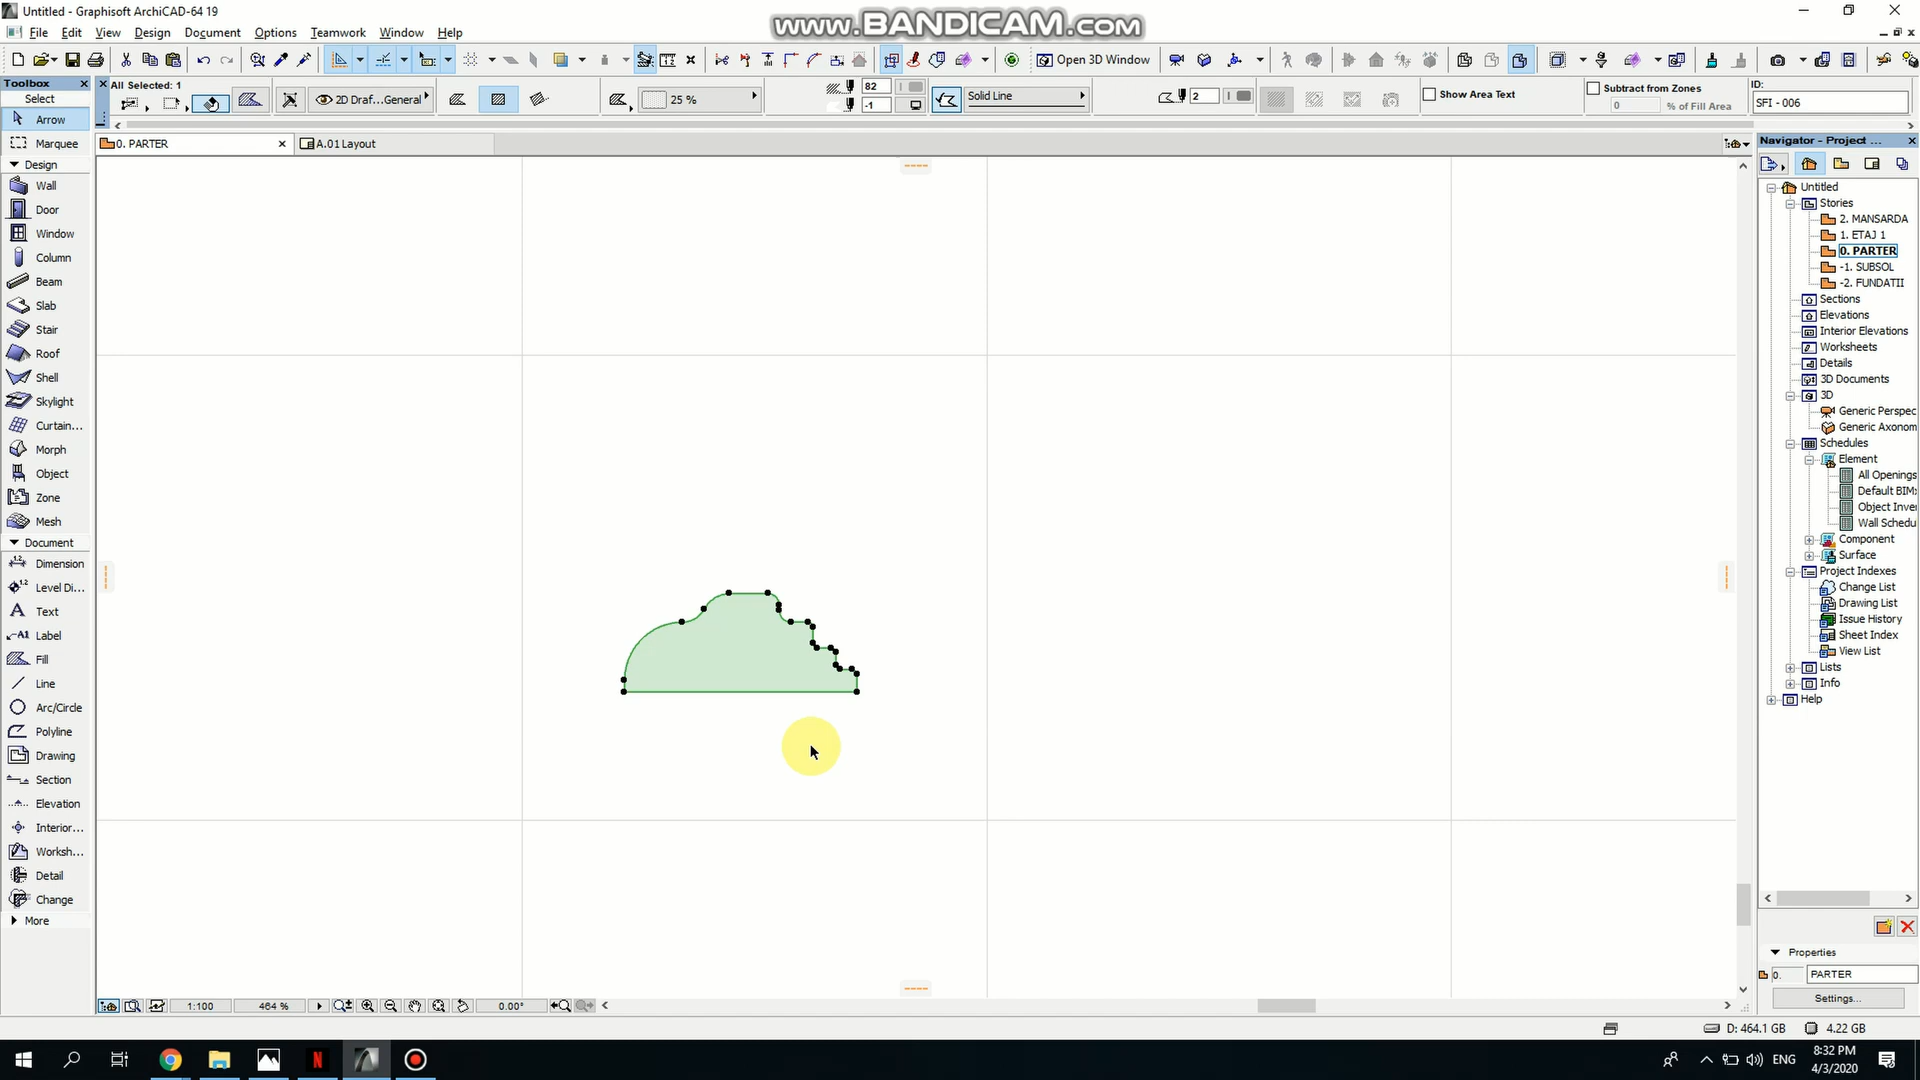 Untitled - Graphisoft ArchiCAD-64 19
www.BANDICAM.com
File Edit View Design Document Options Teamwork Window Help
Open 3D Window
Toolbox
Select
Arrow
Marquee
Design
Wall
Door
Window
Column
Beam
Slab
Stair
Roof
Shell
Skylight
Curtain...
Morph
Object
Zone
Mesh
Document
Dimension
Level Di...
Text
Label
Fill
Line
Arc/Circle
Polyline
Drawing
Section
Elevation
Interior...
Worksh...
Detail
Change
More
All Selected: 1
2D Draf...General
25 %
82
-1
Solid Line
2
Show Area Text
Subtract from Zones
0 % of Fill Area
ID:
SFI - 006
0. PARTER
A.01 Layout
Navigator - Project ...
Untitled
Stories
2. MANSARDA
1. ETAJ 1
0. PARTER
-1. SUBSOL
-2. FUNDATII
Sections
Elevations
Interior Elevations
Worksheets
Details
3D Documents
3D
Generic Perspec
Generic Axonom
Schedules
Element
All Openings
Default BIM
Object Inve
Wall Schedu
Component
Surface
Project Indexes
Change List
Drawing List
Issue History
Sheet Index
View List
Lists
Info
Help
Properties
0. PARTER
Settings...
1:100
464 %
0.00°
D: 464.1 GB
4.22 GB
ENG
8:32 PM
4/3/2020